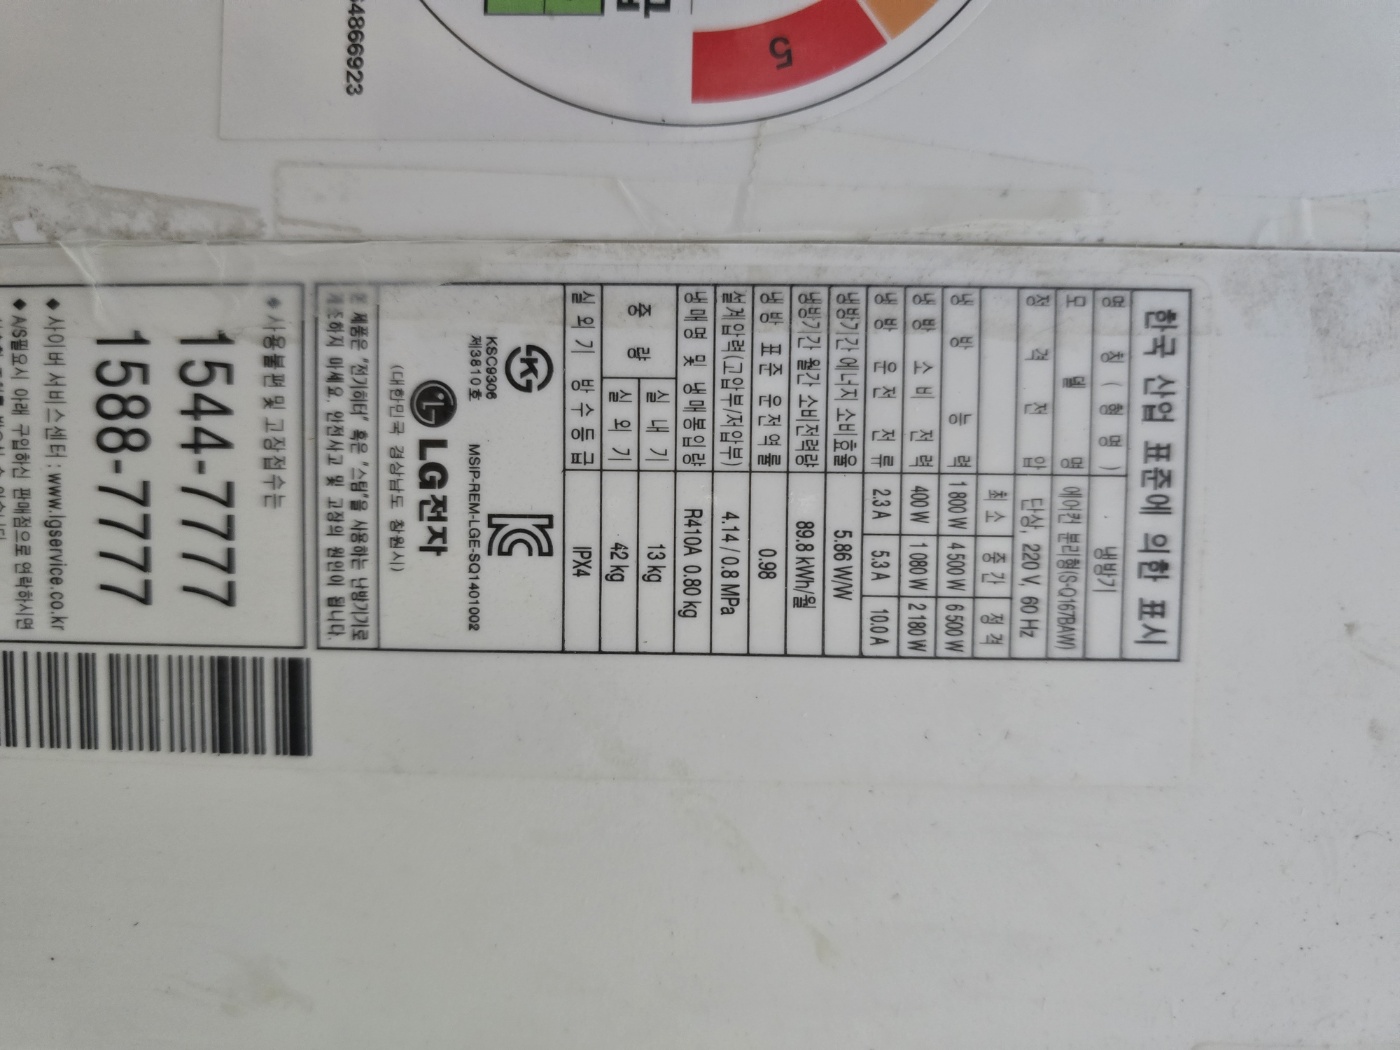 5
4866923
한국 산업 표준에 의한 표시
명 칭 ( 형 명 ) 냉방기
모 델 명 에어컨 분리형(S-Q167BAW)
정 격 전 압 단상, 220 V, 60 Hz
최소 중간 정격
냉 방 능 력 1 800 W 4 500 W 6 500 W
냉 방 소 비 전 력 400 W 1 080 W 2 180 W
냉 방 운 전 전 류 2.3 A 5.3 A 10.0 A
냉방기간 에너지 소비효율 5.86 W/W
냉방기간 월간 소비전력량 89.8 kWh/월
냉 방 표 준 운 전 역 률 0.98
설계압력(고압부/저압부) 4.14 / 0.8 MPa
냉 매 명 및 냉 매 봉 입 량 R410A 0.80 kg
중 량 실 내 기 13 kg
실 외 기 42 kg
실 외 기 방 수 등 급 IPX4
KSC9306
제3810호
MSIP-REM-LGE-SQ1401002
LG전자
(대한민국 경상남도 창원시)
본 제품은 "전기히터" 혹은 "스팀"을 사용하는 난방기기로
개조하지 마세요. 안전사고 및 고장의 원인이 됩니다.
◆ 사용불편 및 고장접수는
1544-7777
1588-7777
◆ 사이버 서비스센터 : www.lgservice.co.kr
◆ A/S필요시 아래 구입하신 판매점으로 연락하시면